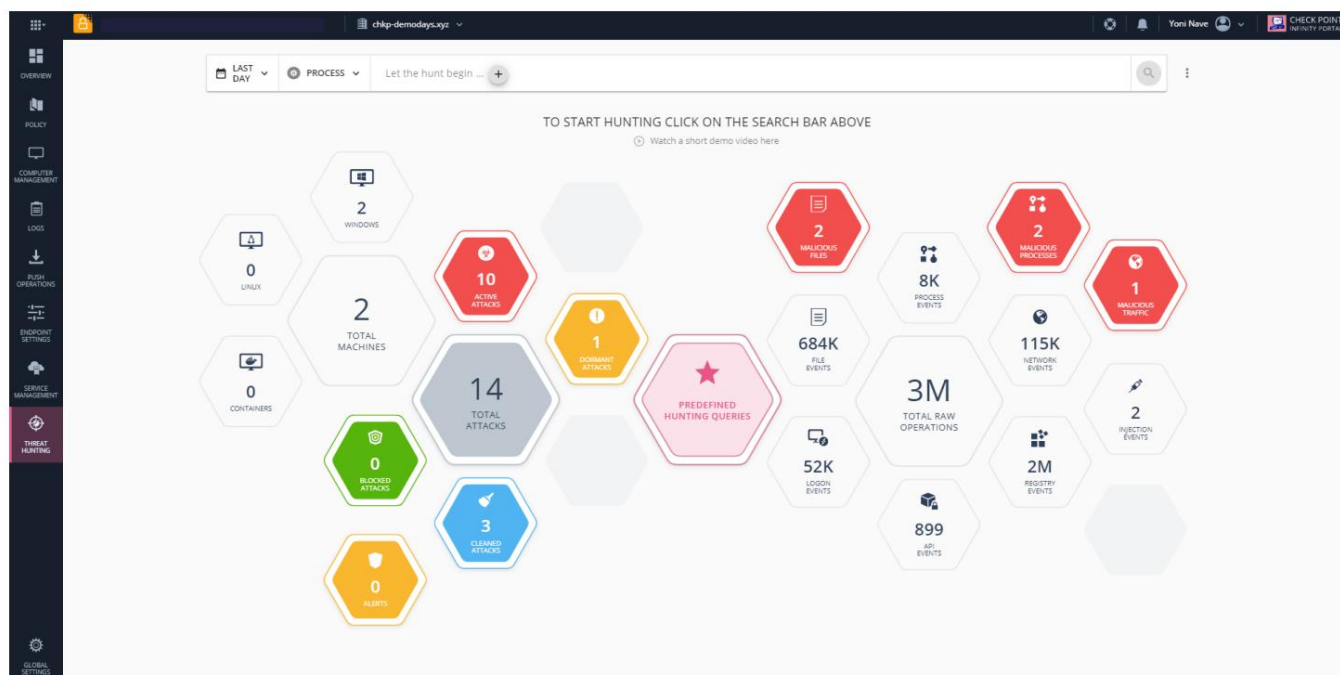 chkp-demodays.xyz
Yoni Nave
CHECK POINT
INFINITY PORTAL
OVERVIEW
POLICY
COMPUTER
MANAGEMENT
LOGS
PUSH
OPERATIONS
ENDPOINT
SETTINGS
SERVICE
MANAGEMENT
THREAT
HUNTING
GLOBAL
SETTINGS
LAST
DAY
PROCESS
Let the hunt begin ...
TO START HUNTING CLICK ON THE SEARCH BAR ABOVE
Watch a short demo video here
2
WINDOWS
0
LINUX
2
TOTAL
MACHINES
0
CONTAINERS
10
ACTIVE
ATTACKS
1
DORMANT
ATTACKS
14
TOTAL
ATTACKS
0
BLOCKED
ATTACKS
3
CLEANED
ATTACKS
0
ALERTS
PREDEFINED
HUNTING QUERIES
2
MALICIOUS
FILES
8K
PROCESS
EVENTS
2
MALICIOUS
PROCESSES
1
MALICIOUS
TRAFFIC
684K
FILE
EVENTS
115K
NETWORK
EVENTS
3M
TOTAL RAW
OPERATIONS
2
INJECTION
EVENTS
52K
LOGON
EVENTS
2M
REGISTRY
EVENTS
899
API
EVENTS